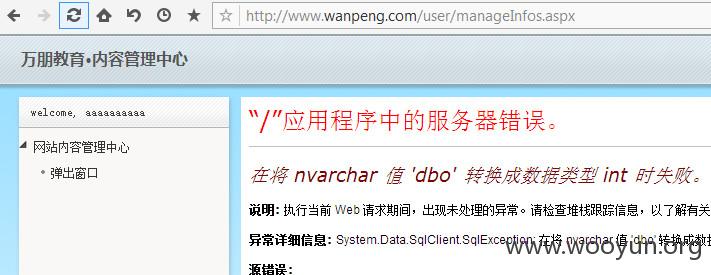 http://www.wanpeng.com/user/manageInfos.aspx
万朋教育•内容管理中心
welcome, aaaaaaaaaa
网站内容管理中心
弹出窗口
“/”应用程序中的服务器错误。
在将 nvarchar 值 'dbo' 转换成数据类型 int 时失败。
说明: 执行当前 Web 请求期间，出现未处理的异常。请检查堆栈跟踪信息，以了解有关
异常详细信息: System.Data.SqlClient.SqlException: 在将 nvarchar 值 'dbo' 转换成数据
源错误:
www.wooyun.org